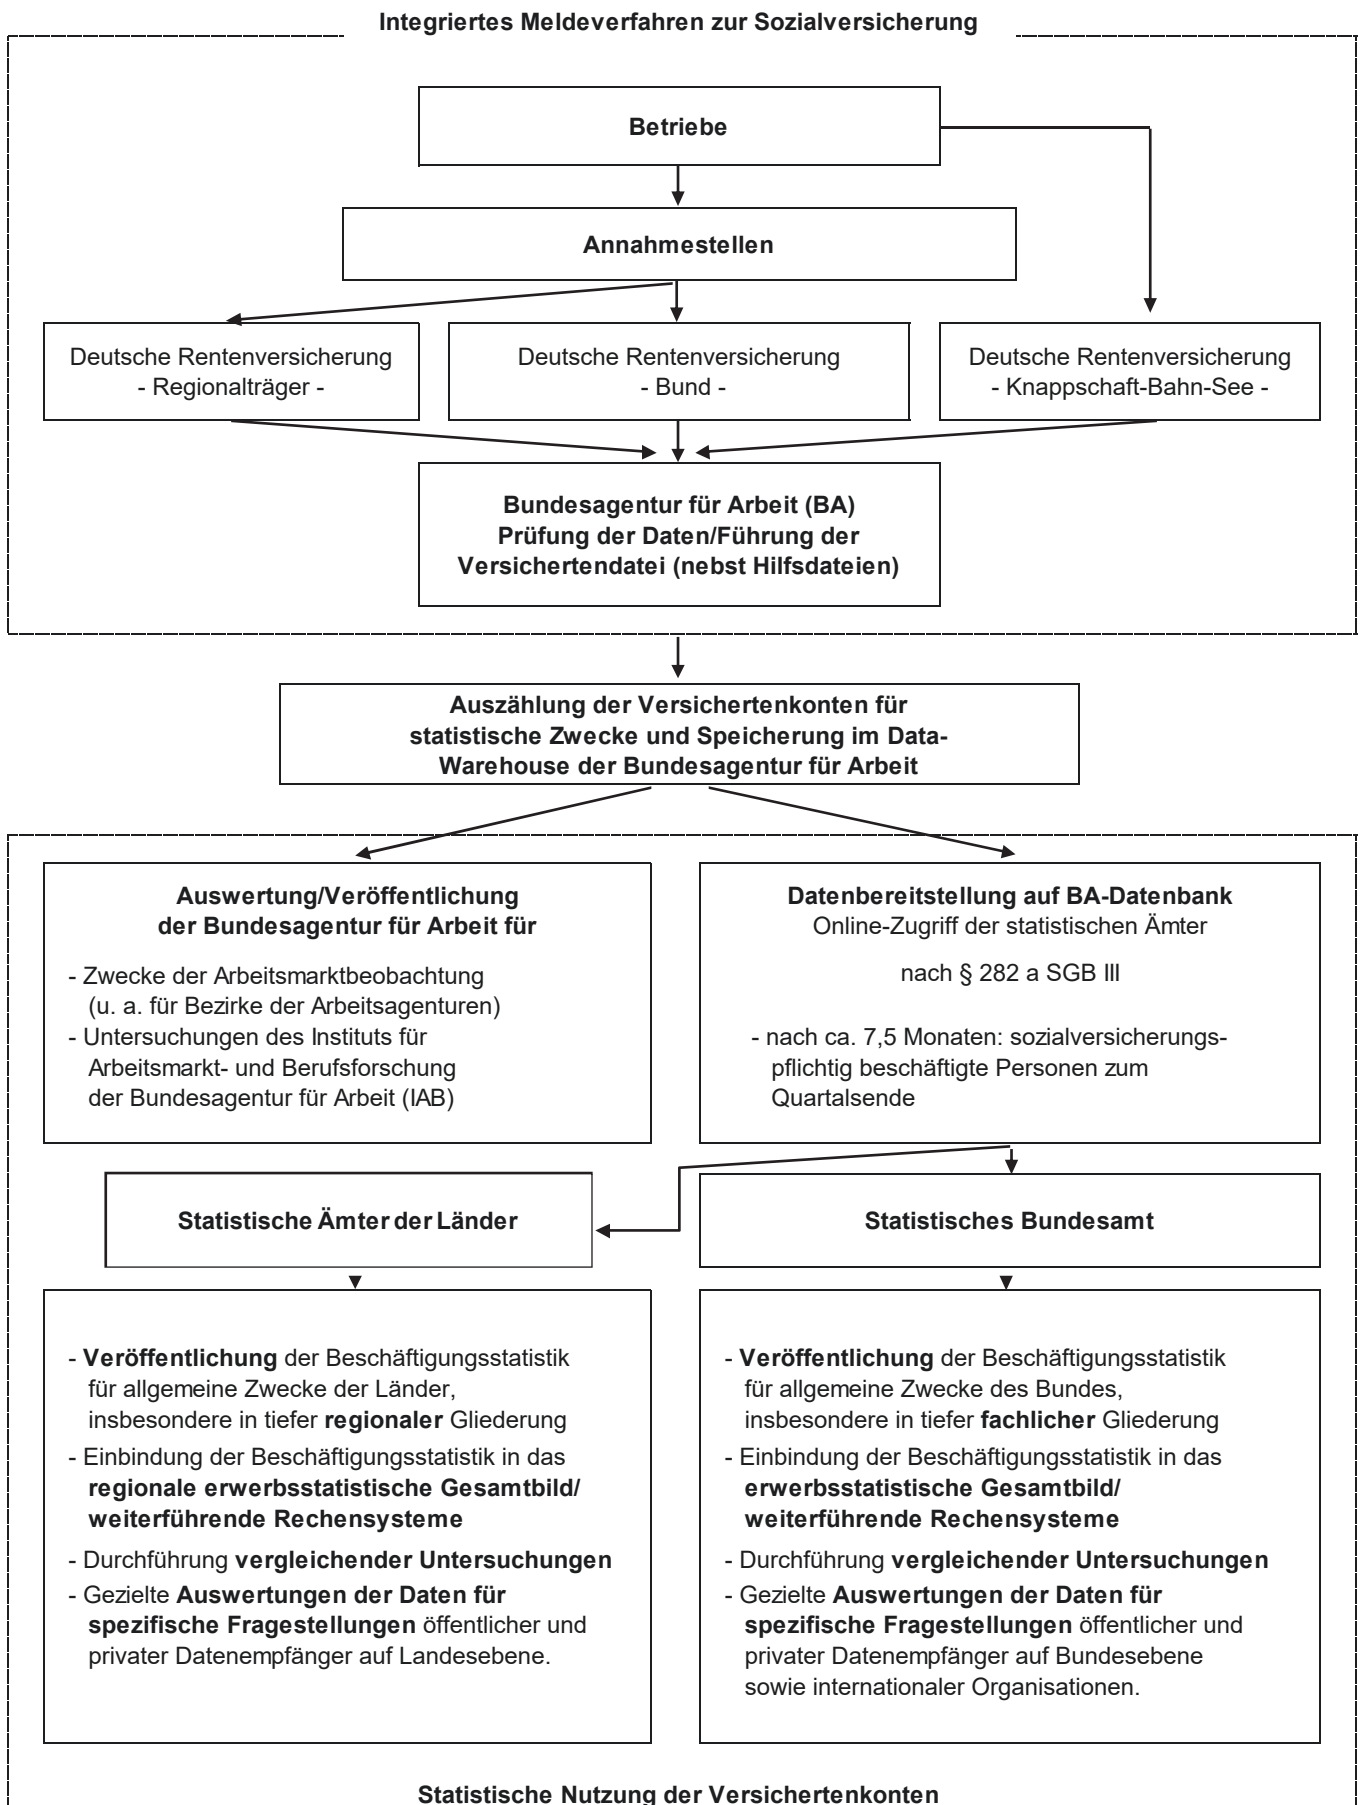 Integriertes Meldeverfahren zur Sozialversicherung
Betriebe
Annahmestellen
Deutsche Rentenversicherung
- Regionalträger -
Deutsche Rentenversicherung
- Bund -
Deutsche Rentenversicherung
- Knappschaft-Bahn-See -
Bundesagentur für Arbeit (BA)
Prüfung der Daten/Führung der
Versichertendatei (nebst Hilfsdateien)
Auszählung der Versichertenkonten für
statistische Zwecke und Speicherung im Data-
Warehouse der Bundesagentur für Arbeit
Auswertung/Veröffentlichung
der Bundesagentur für Arbeit für
- Zwecke der Arbeitsmarktbeobachtung
(u. a. für Bezirke der Arbeitsagenturen)
- Untersuchungen des Instituts für
Arbeitsmarkt- und Berufsforschung
der Bundesagentur für Arbeit (IAB)
Datenbereitstellung auf BA-Datenbank
Online-Zugriff der statistischen Ämter
nach § 282 a SGB III
- nach ca. 7,5 Monaten: sozialversicherungs-
pflichtig beschäftigte Personen zum
Quartalsende
Statistische Ämter der Länder
Statistisches Bundesamt
- Veröffentlichung der Beschäftigungsstatistik
für allgemeine Zwecke der Länder,
insbesondere in tiefer regionaler Gliederung
- Einbindung der Beschäftigungsstatistik in das
regionale erwerbsstatistische Gesamtbild/
weiterführende Rechensysteme
- Durchführung vergleichender Untersuchungen
- Gezielte Auswertungen der Daten für
spezifische Fragestellungen öffentlicher und
privater Datenempfänger auf Landesebene.
- Veröffentlichung der Beschäftigungsstatistik
für allgemeine Zwecke des Bundes,
insbesondere in tiefer fachlicher Gliederung
- Einbindung der Beschäftigungsstatistik in das
erwerbsstatistische Gesamtbild/
weiterführende Rechensysteme
- Durchführung vergleichender Untersuchungen
- Gezielte Auswertungen der Daten für
spezifische Fragestellungen öffentlicher und
privater Datenempfänger auf Bundesebene
sowie internationaler Organisationen.
Statistische Nutzung der Versichertenkonten